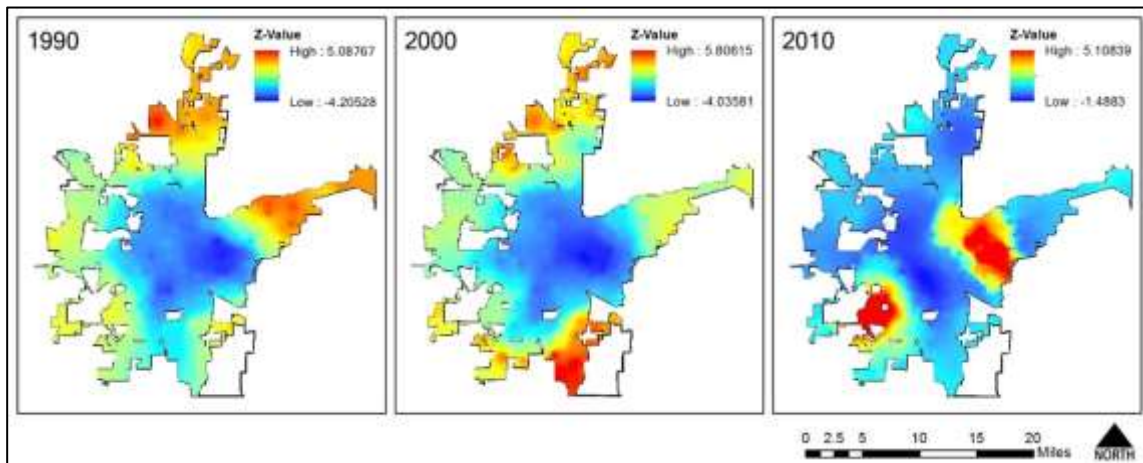 1990
Z-Value
High : 5.08767
Low : -4.20528
2000
Z-Value
High : 5.80615
Low : -4.03581
2010
Z-Value
High : 5.10839
Low : -1.4883
0 2.5 5 10 15 20
Miles
NORTH